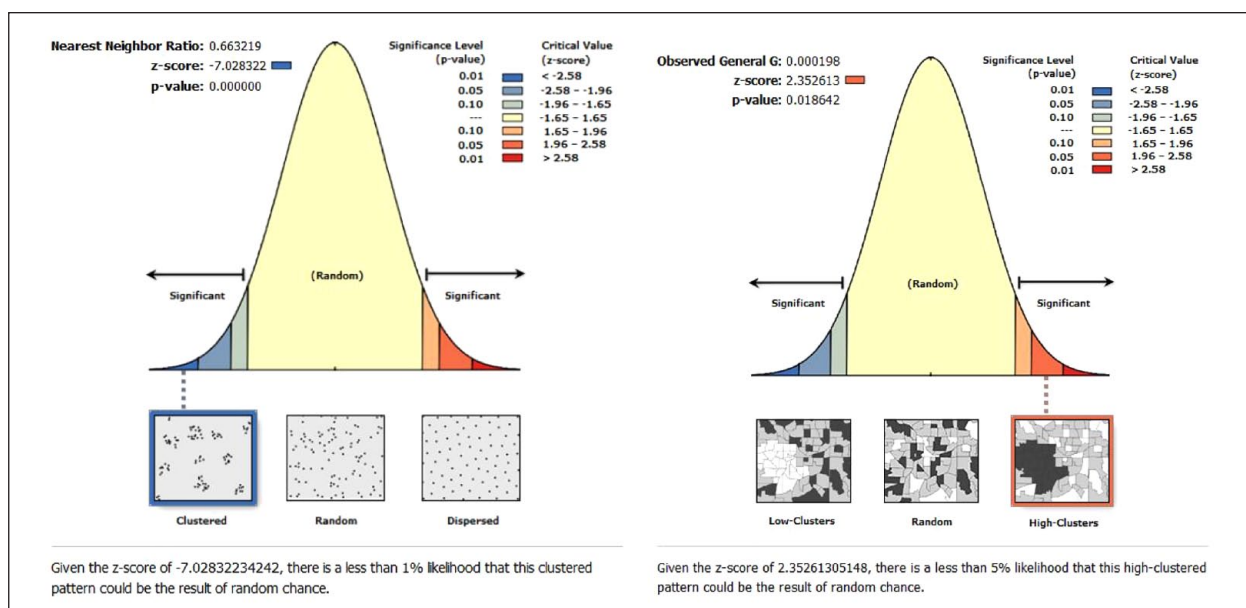 Nearest Neighbor Ratio: 0.663219
z-score: -7.028322
p-value: 0.000000
Significance Level (p-value) Critical Value (z-score)
0.01 < -2.58
0.05 -2.58 – -1.96
0.10 -1.96 – -1.65
--- -1.65 – 1.65
0.10 1.65 – 1.96
0.05 1.96 – 2.58
0.01 > 2.58
(Random)
Significant
Significant
Clustered
Random
Dispersed
Given the z-score of -7.02832234242, there is a less than 1% likelihood that this clustered
pattern could be the result of random chance.
Observed General G: 0.000198
z-score: 2.352613
p-value: 0.018642
Significance Level (p-value) Critical Value (z-score)
0.01 < -2.58
0.05 -2.58 – -1.96
0.10 -1.96 – -1.65
--- -1.65 – 1.65
0.10 1.65 – 1.96
0.05 1.96 – 2.58
0.01 > 2.58
(Random)
Significant
Significant
Low-Clusters
Random
High-Clusters
Given the z-score of 2.35261305148, there is a less than 5% likelihood that this high-clustered
pattern could be the result of random chance.